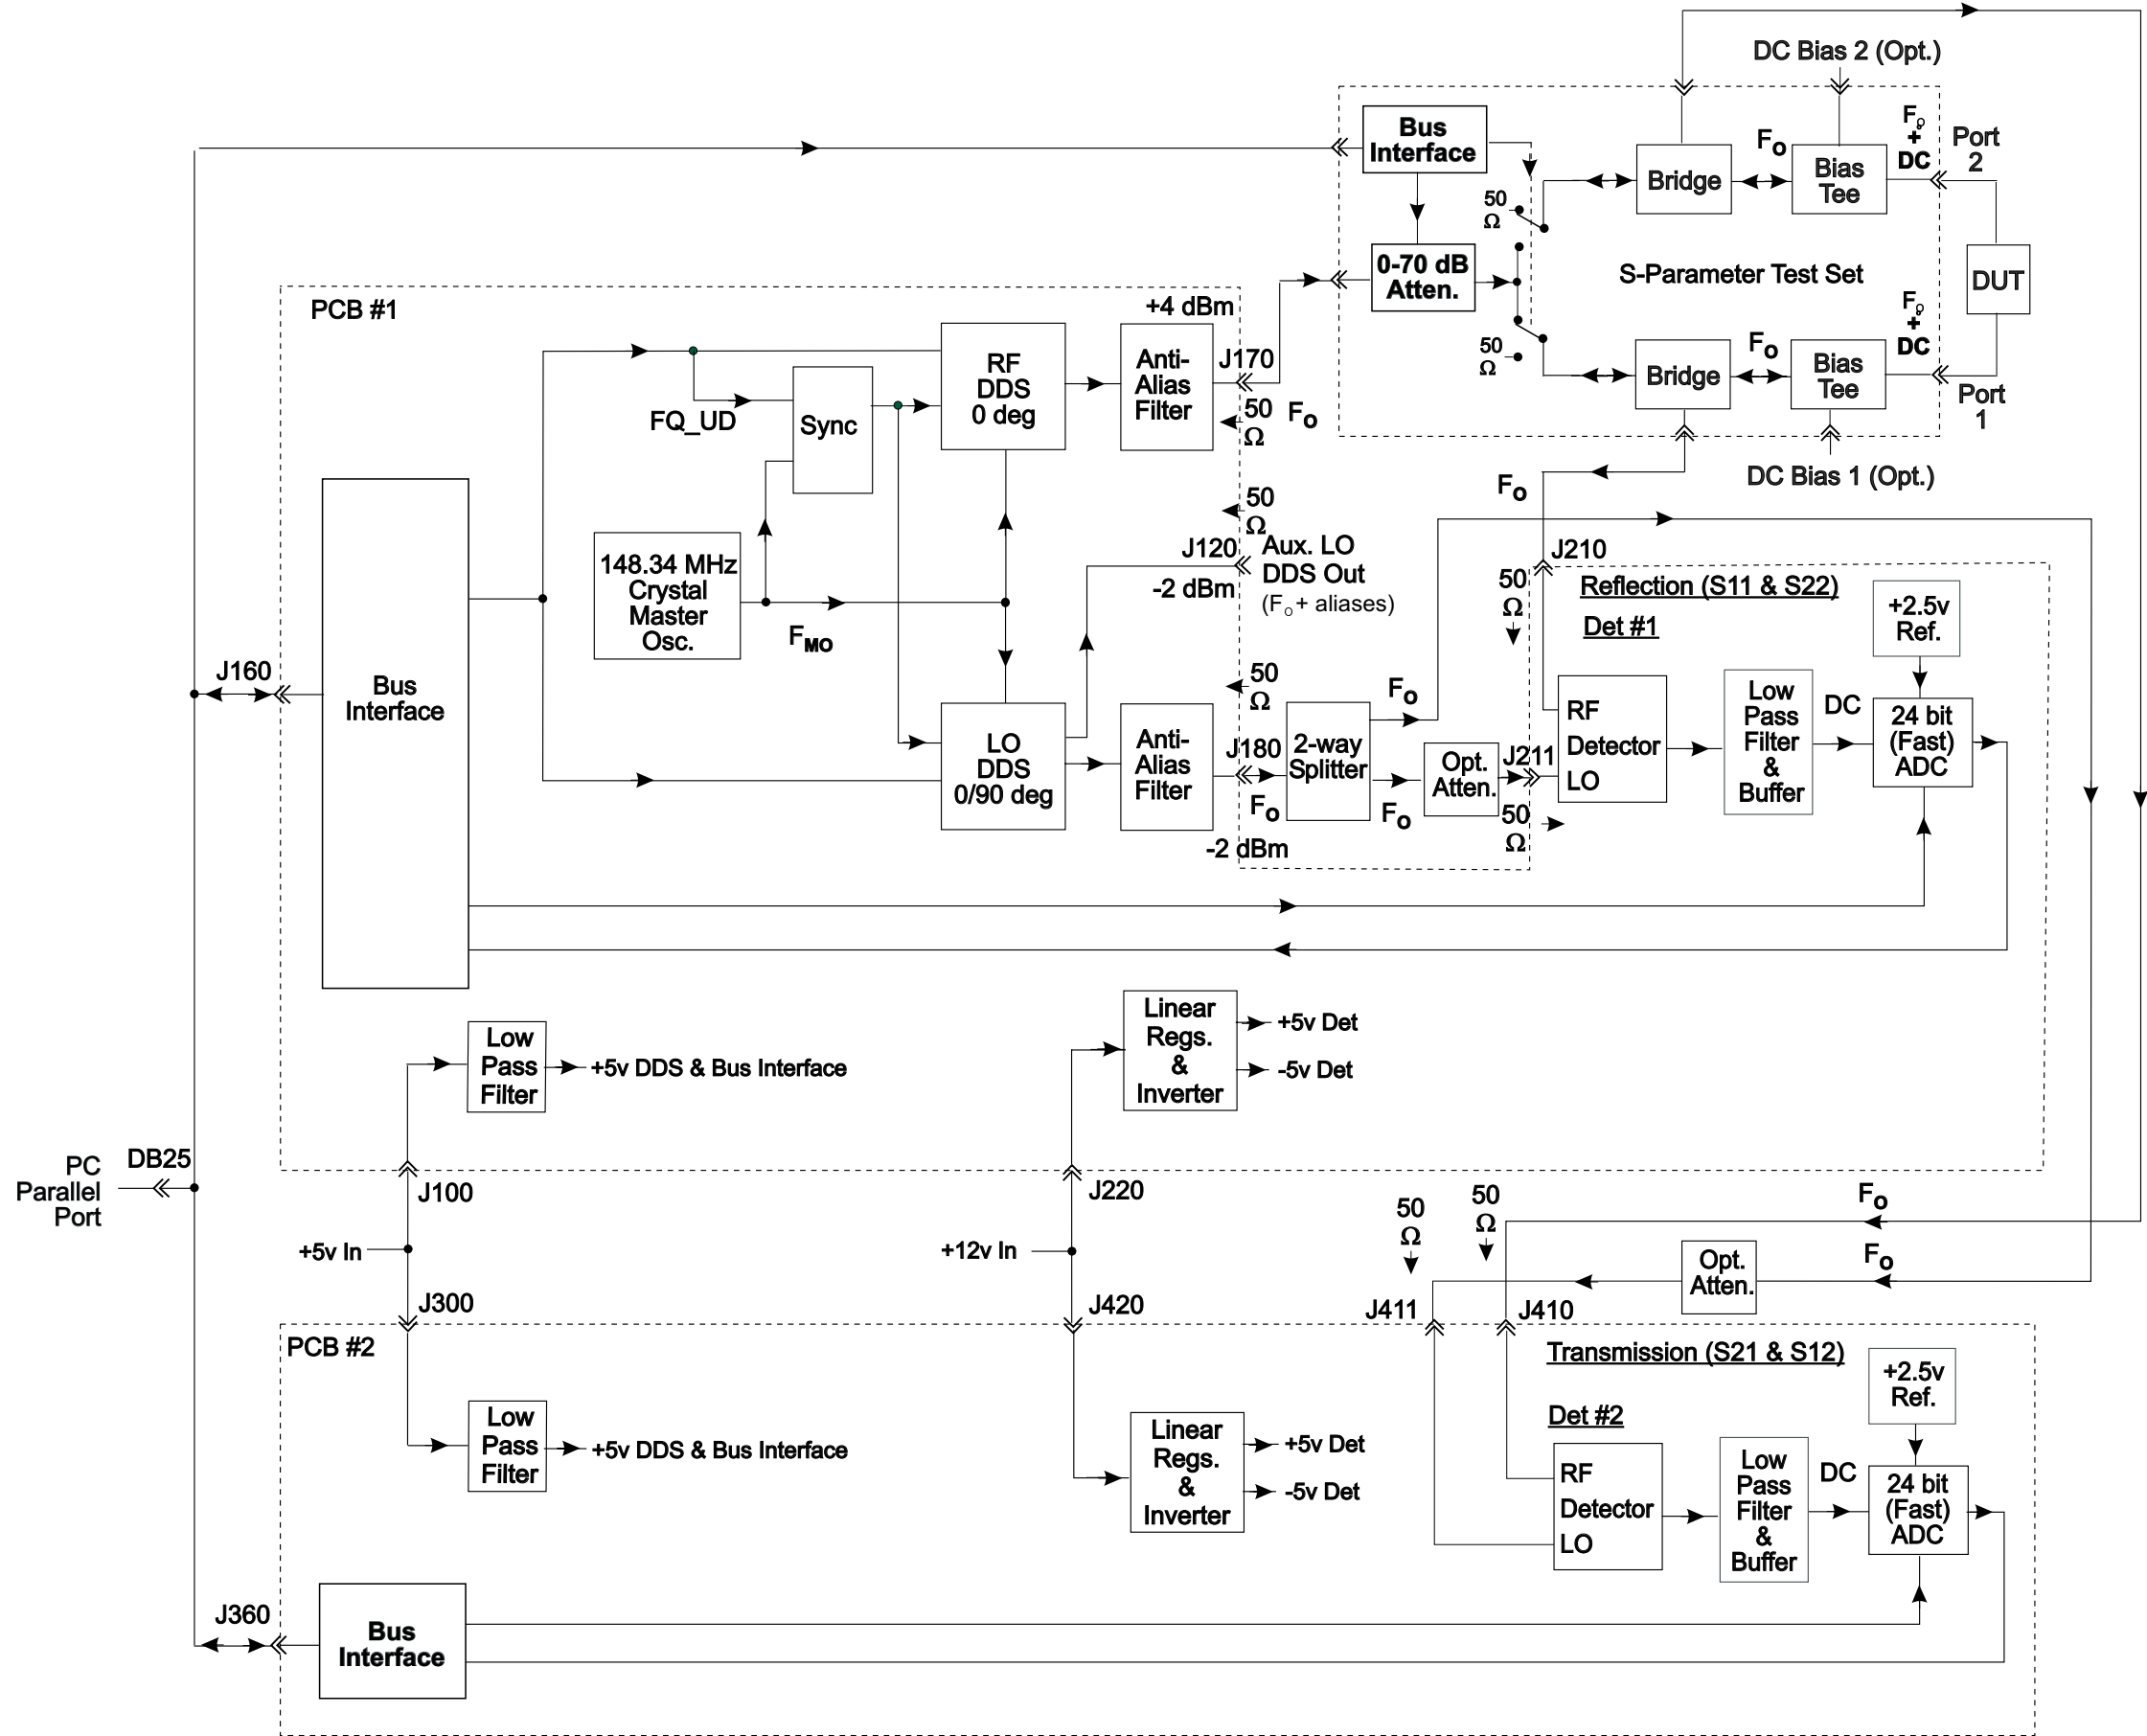 DC Bias 2 (Opt.)
Bus
Interface
Fo
+
DC
Port
2
Fo
Bridge
Bias
Tee
50
Ω
0-70 dB
Atten.
S-Parameter Test Set
DUT
50
Ω
Fo
+
DC
Fo
Bridge
Bias
Tee
Port
1
DC Bias 1 (Opt.)
PCB #1
+4 dBm
RF
DDS
0 deg
Anti-
Alias
Filter
J170
50
Ω
Fo
FQ_UD
Sync
Fo
50
Ω
148.34 MHz
Crystal
Master
Osc.
FMO
J120
-2 dBm
Aux. LO
DDS Out
(Fo + aliases)
J210
50
Ω
Reflection (S11 & S22)
Det #1
+2.5v
Ref.
J160
Bus
Interface
50
Ω
Fo
LO
DDS
0/90 deg
Anti-
Alias
Filter
J180
Fo
-2 dBm
2-way
Splitter
Fo
Opt.
Atten.
J211
50
Ω
RF
Detector
LO
Low
Pass
Filter
&
Buffer
DC
24 bit
(Fast)
ADC
Low
Pass
Filter
+5v DDS & Bus Interface
Linear
Regs.
&
Inverter
+5v Det
-5v Det
PC
Parallel
Port
DB25
J100
+5v In
J300
J220
+12v In
J420
50
Ω
50
Ω
Fo
Opt.
Atten.
Fo
J411
J410
PCB #2
Transmission (S21 & S12)
Det #2
+2.5v
Ref.
Low
Pass
Filter
+5v DDS & Bus Interface
Linear
Regs.
&
Inverter
+5v Det
-5v Det
RF
Detector
LO
Low
Pass
Filter
&
Buffer
DC
24 bit
(Fast)
ADC
J360
Bus
Interface